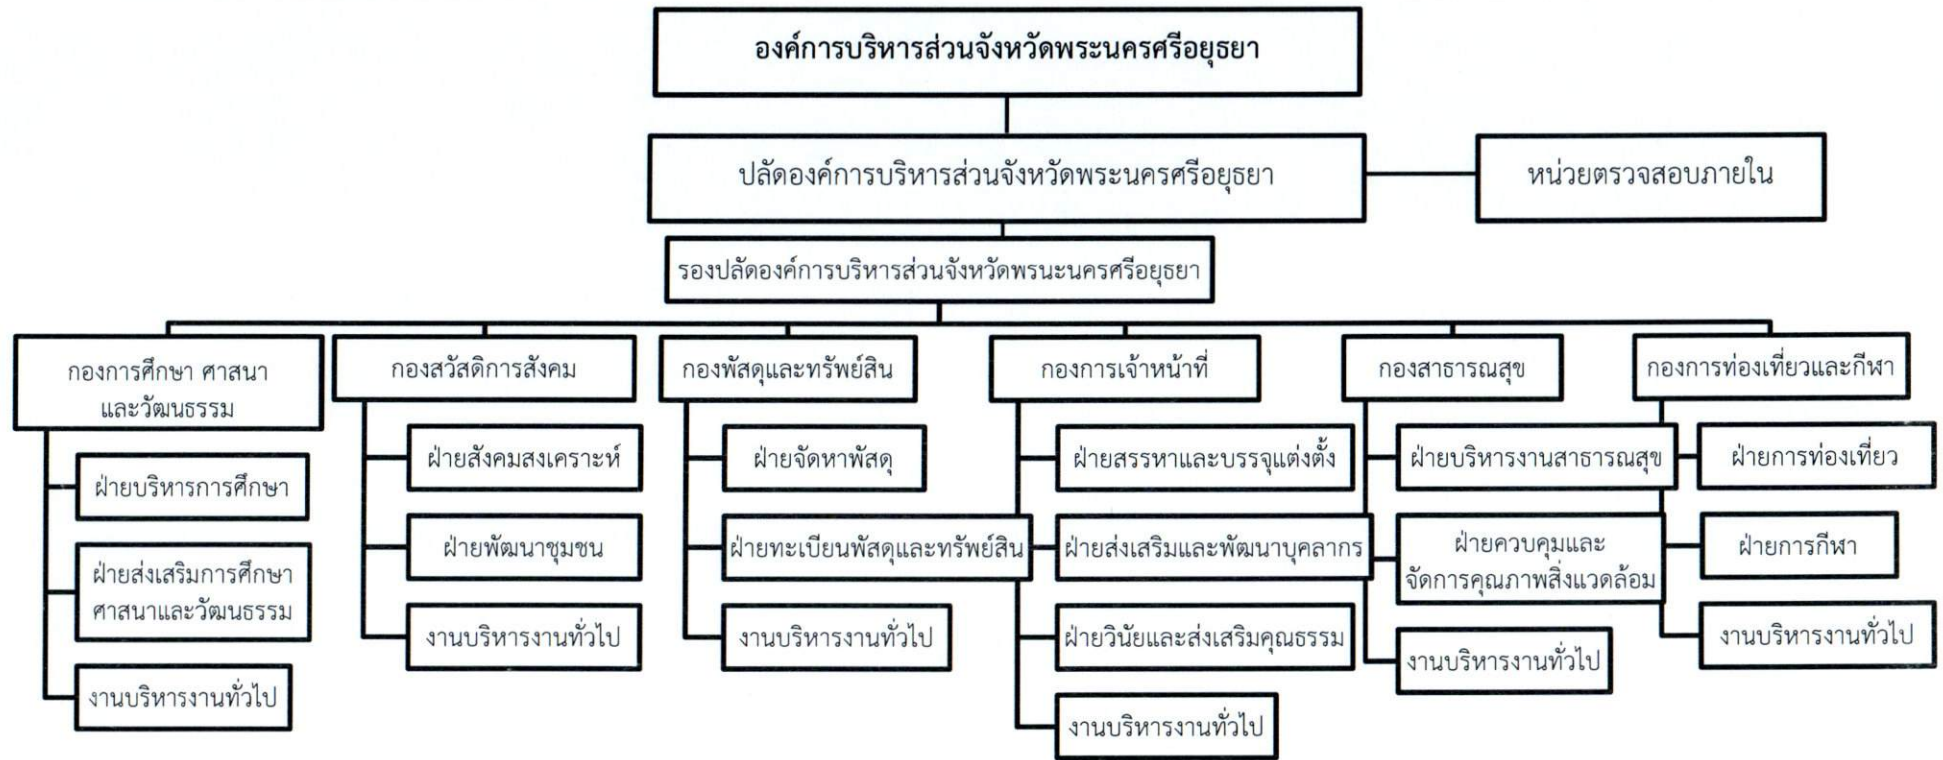 องค์การบริหารส่วนจังหวัดพระนครศรีอยุธยา
ปลัดองค์การบริหารส่วนจังหวัดพระนครศรีอยุธยา
หน่วยตรวจสอบภายใน
รองปลัดองค์การบริหารส่วนจังหวัดพรนะนครศรีอยุธยา
กองการศึกษา ศาสนา
และวัฒนธรรม
ฝ่ายบริหารการศึกษา
ฝ่ายส่งเสริมการศึกษา
ศาสนาและวัฒนธรรม
งานบริหารงานทั่วไป
กองสวัสดิการสังคม
ฝ่ายสังคมสงเคราะห์
ฝ่ายพัฒนาชุมชน
งานบริหารงานทั่วไป
กองพัสดุและทรัพย์สิน
ฝ่ายจัดหาพัสดุ
ฝ่ายทะเบียนพัสดุและทรัพย์สิน
งานบริหารงานทั่วไป
กองการเจ้าหน้าที่
ฝ่ายสรรหาและบรรจุแต่งตั้ง
ฝ่ายส่งเสริมและพัฒนาบุคลากร
ฝ่ายวินัยและส่งเสริมคุณธรรม
งานบริหารงานทั่วไป
กองสาธารณสุข
ฝ่ายบริหารงานสาธารณสุข
ฝ่ายควบคุมและ
จัดการคุณภาพสิ่งแวดล้อม
งานบริหารงานทั่วไป
กองการท่องเที่ยวและกีฬา
ฝ่ายการท่องเที่ยว
ฝ่ายการกีฬา
งานบริหารงานทั่วไป